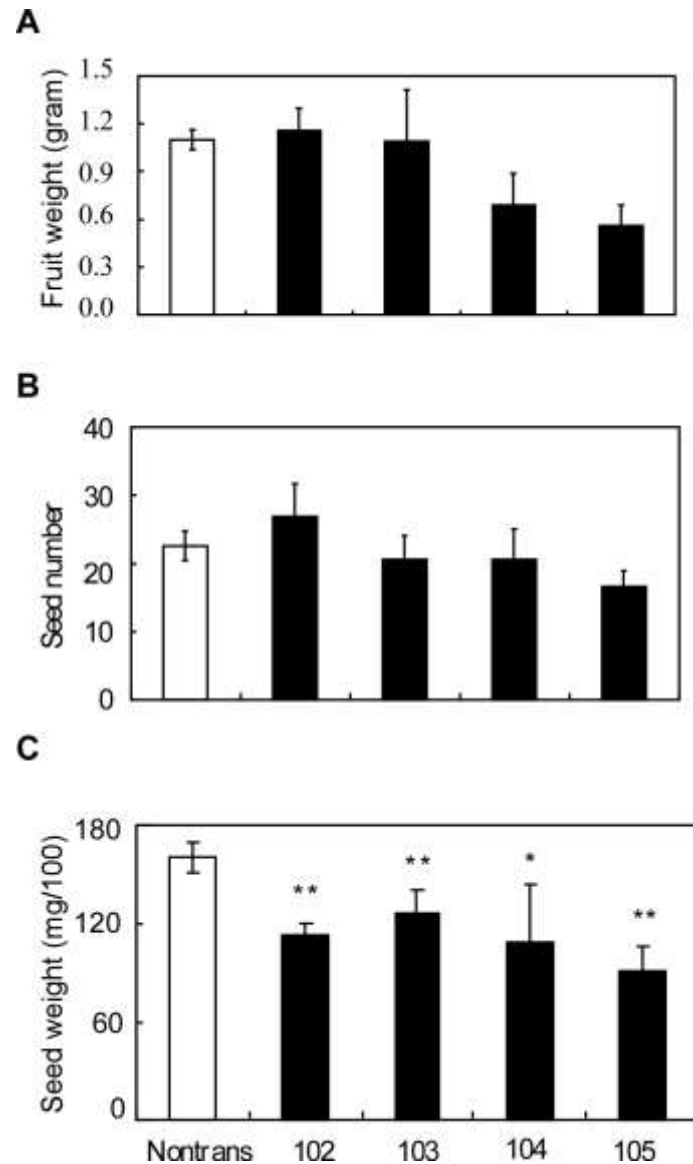 A
Fruit weight (gram)
1.5
1.2
0.9
0.6
0.3
0.0
B
Seed number
40
30
20
10
0
C
Seed weight (mg/100)
180
120
60
0
** ** * **
Nontrans 102 103 104 105